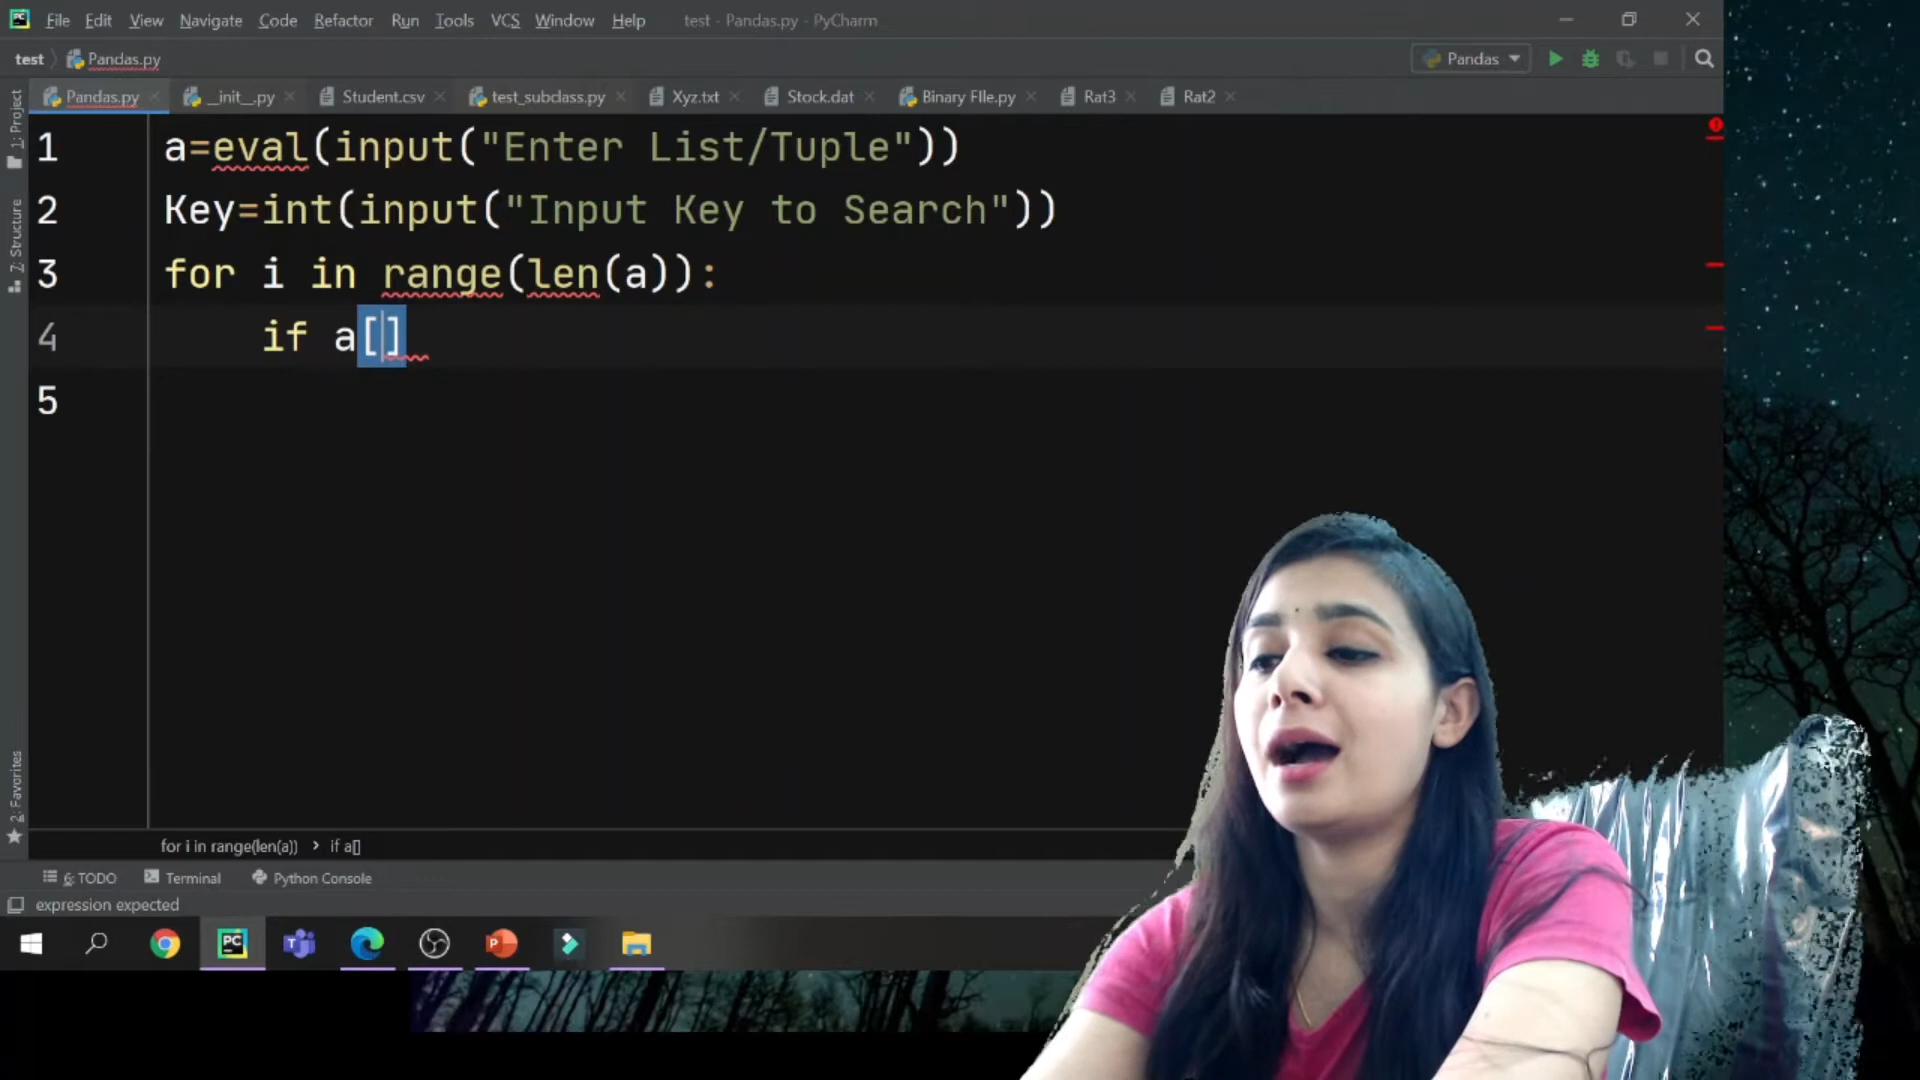 File Edit View Navigate Code Refactor Run Tools VCS Window Help test - Pandas.py - PyCharm
test Pandas.py Pandas
Pandas.py __init__.py Student.csv test_subclass.py Xyz.txt Stock.dat Binary FIle.py Rat3 Rat2
1: Project
7: Structure
2: Favorites
1 a=eval(input("Enter List/Tuple"))
2 Key=int(input("Input Key to Search"))
3 for i in range(len(a)):
4 if a[]
5
for i in range(len(a)) › if a[]
6: TODO Terminal Python Console
expression expected